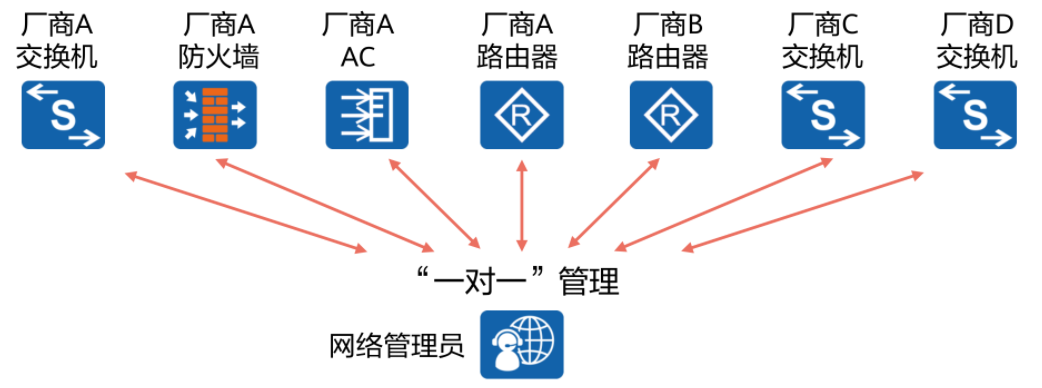 厂商A
交换机
厂商A
防火墙
厂商A
AC
厂商A
路由器
厂商B
路由器
厂商C
交换机
厂商D
交换机
S
R
R
S
S
“一对一”管理
网络管理员